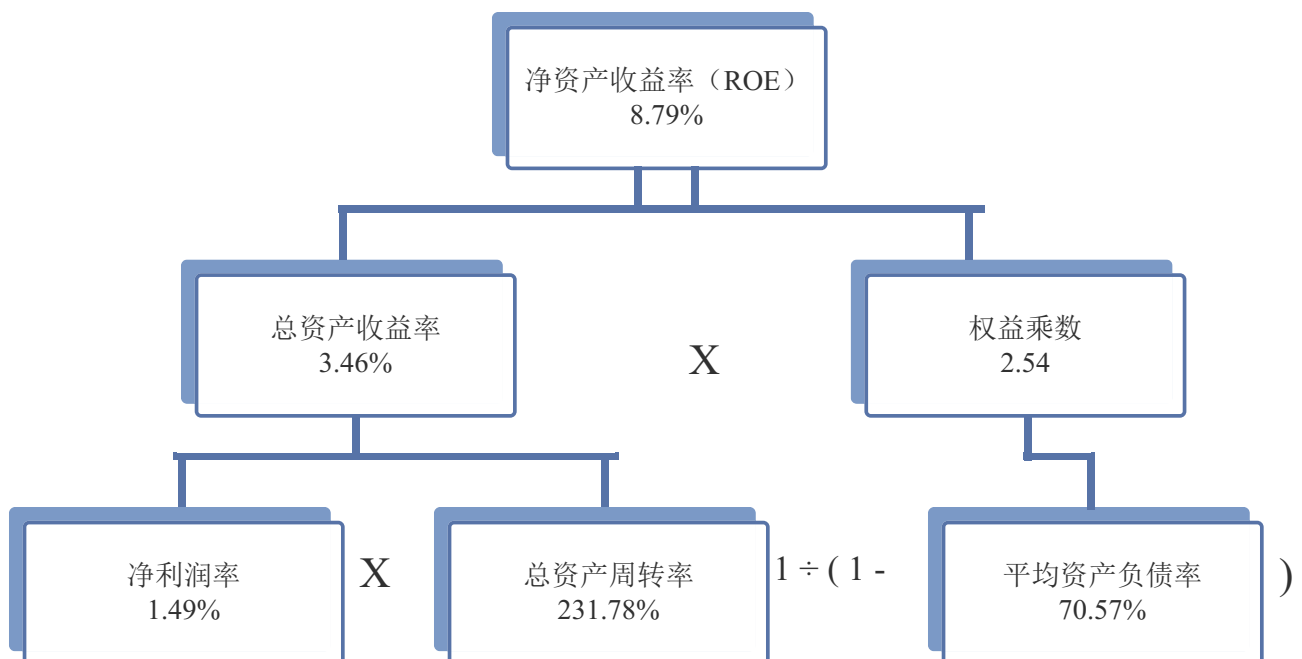 净资产收益率（ROE）
8.79%
总资产收益率
3.46%
X
权益乘数
2.54
净利润率
1.49%
X
总资产周转率
231.78%
1 ÷ ( 1 -
平均资产负债率
70.57%
)